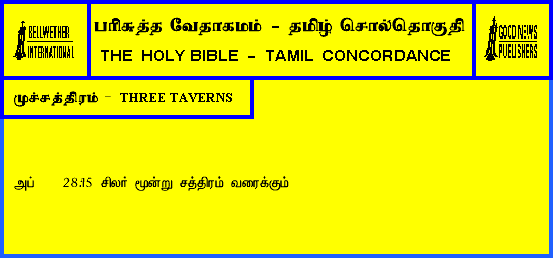 BELLWETHER
INTERNATIONAL
பரிசுத்த வேதாகமம் - தமிழ் சொல்தொகுதி
THE HOLY BIBLE - TAMIL CONCORDANCE
GOOD NEWS
PUBLISHERS
முச்சத்திரம் - THREE TAVERNS
அப் 28:15 சிலர் மூன்று சத்திரம் வரைக்கும்